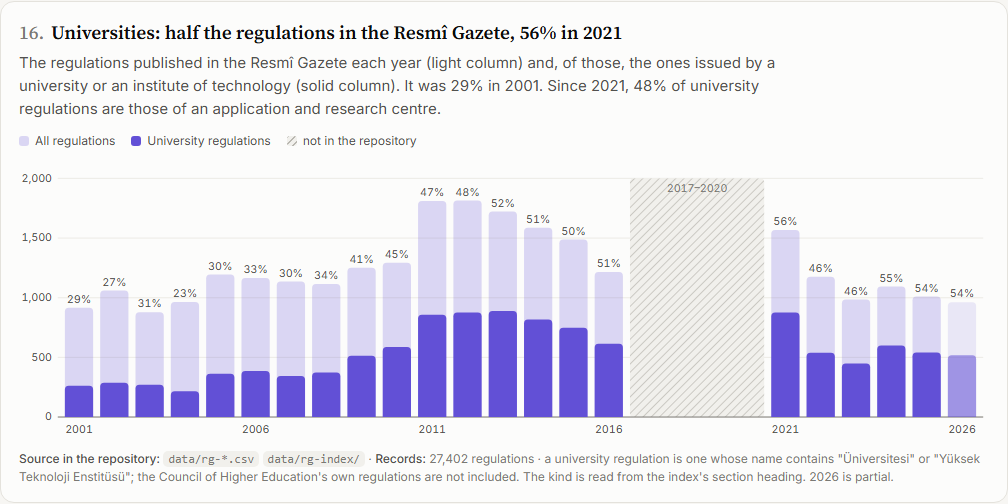 16. Universities: half the regulations in the Resmî Gazete, 56% in 2021
The regulations published in the Resmî Gazete each year (light column) and, of those, the ones issued by a
university or an institute of technology (solid column). It was 29% in 2001. Since 2021, 48% of university
regulations are those of an application and research centre.
All regulations University regulations not in the repository
2,000
1,500
1,000
500
0
29% 27% 31% 23% 30% 33% 30% 34% 41% 45% 47% 48% 52% 51% 50% 51% 2017–2020 56% 46% 46% 55% 54% 54%
2001 2006 2011 2016 2021 2026
Source in the repository: data/rg-*.csv data/rg-index/ · Records: 27,402 regulations · a university regulation is one whose name contains "Üniversitesi" or "Yüksek
Teknoloji Enstitüsü"; the Council of Higher Education's own regulations are not included. The kind is read from the index's section heading. 2026 is partial.